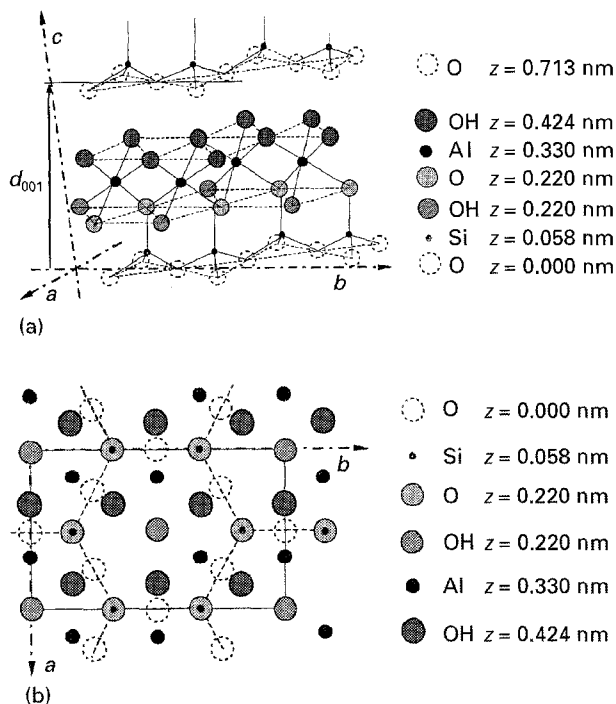 c
O z = 0.713 nm
OH z = 0.424 nm
Al z = 0.330 nm
d001
O z = 0.220 nm
OH z = 0.220 nm
Si z = 0.058 nm
O z = 0.000 nm
a
b
(a)
O z = 0.000 nm
b
Si z = 0.058 nm
O z = 0.220 nm
OH z = 0.220 nm
Al z = 0.330 nm
OH z = 0.424 nm
a
(b)